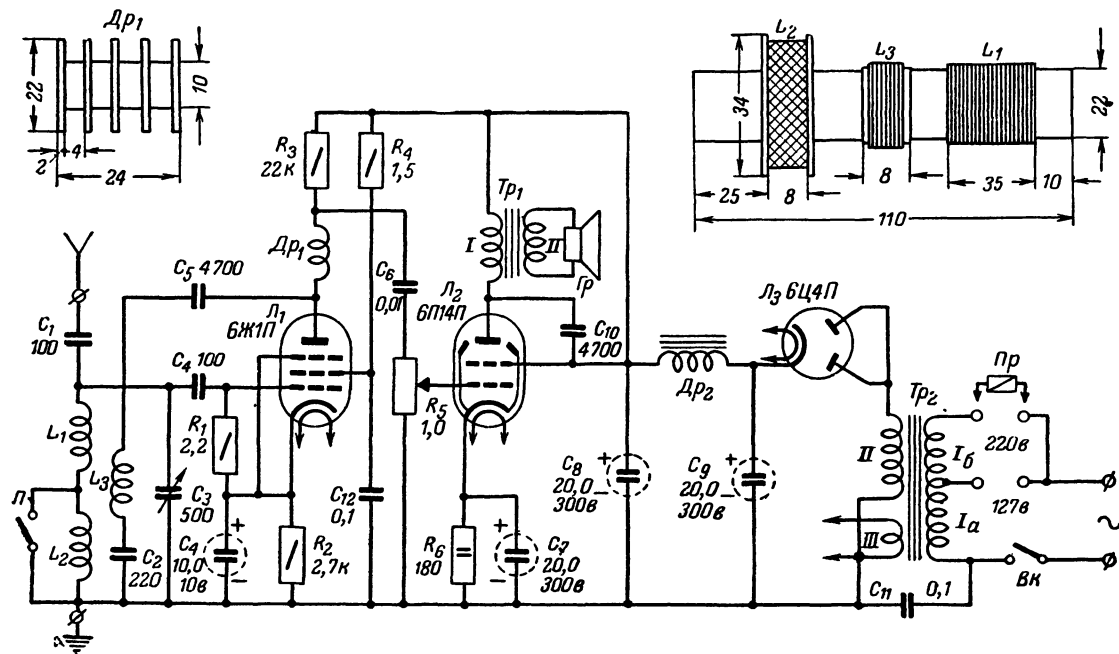 Др₁
22
10
2
4
24
L₂
L₃
L₁
34
22
25
8
8
35
10
110
R₃
22к
R₄
1,5
Др₁
C₅ 4700
C₁
100
C₄ 100
Л₁
6Ж1П
C₆
0,01
Л₂
6П14П
Тр₁
I
II
Гр
C₁₀
4700
Л₃ 6Ц4П
Др₂
Пр
Тр₂
220в
127в
II
III
Iб
Iа
~
Вк
L₁
L₂
L₃
П
R₁
2,2
C₃
500
C₂
220
C₄
10,0
10в
+
–
R₂
2,7к
C₁₂
0,1
R₅
1,0
R₆
180
C₇
20,0
300в
+
–
C₈
20,0
300в
+
–
C₉
20,0
300в
+
–
C₁₁
0,1